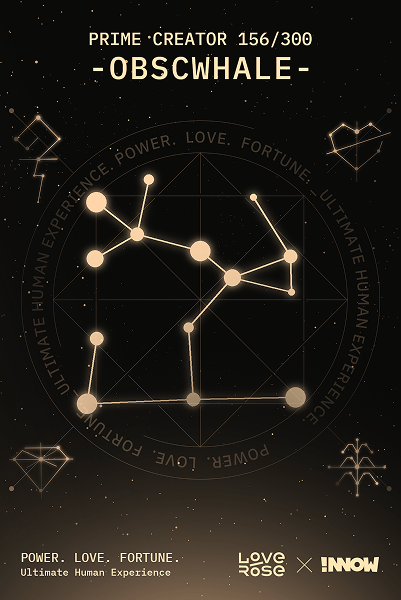 PRIME·CREATOR 156/300
-OBSCWHALE-
ULTIMATE HUMAN EXPERIENCE. POWER. LOVE. FORTUNE. ULTIMATE HUMAN EXPERIENCE. POWER. LOVE. FORTUNE.
POWER. LOVE. FORTUNE.
Ultimate Human Experience
LOVE ROSE × !NNOW